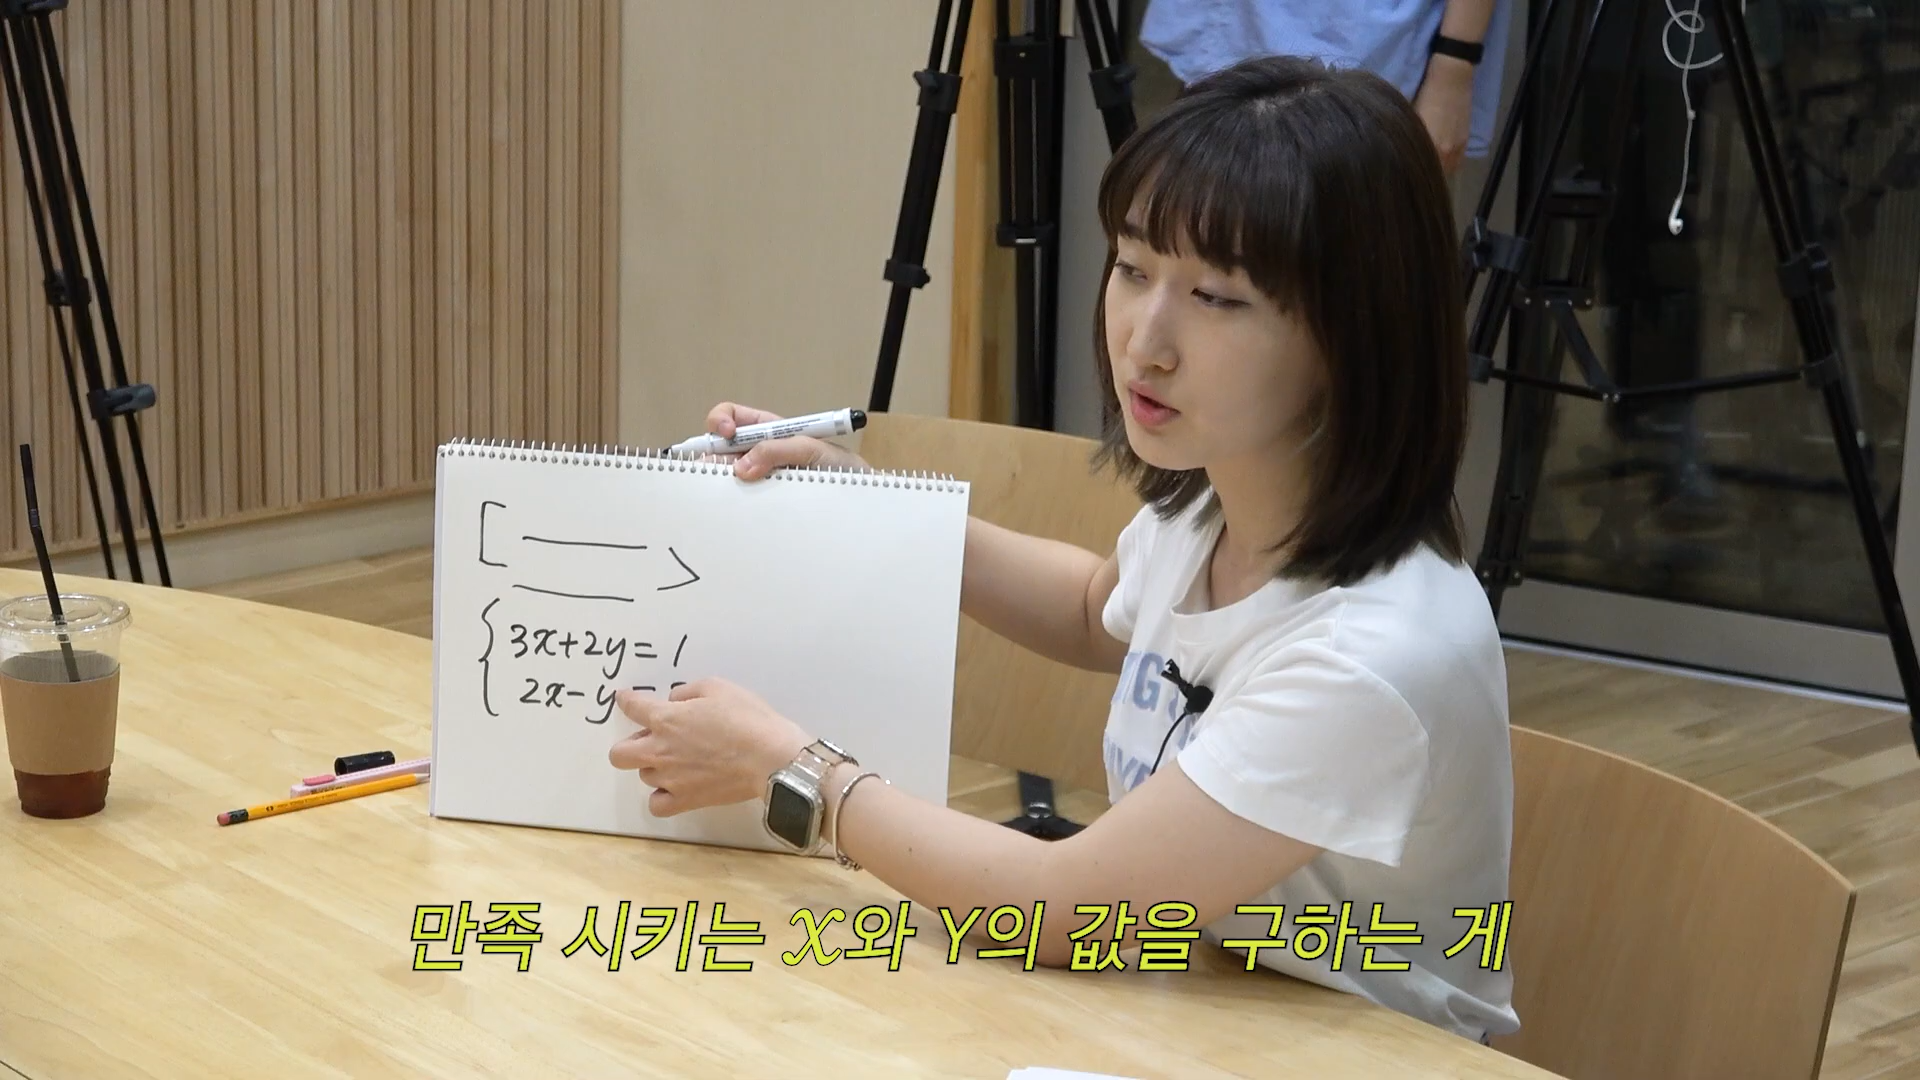 3x+2y=1
2x-y=
만족 시키는 x와 Y의 값을 구하는 게